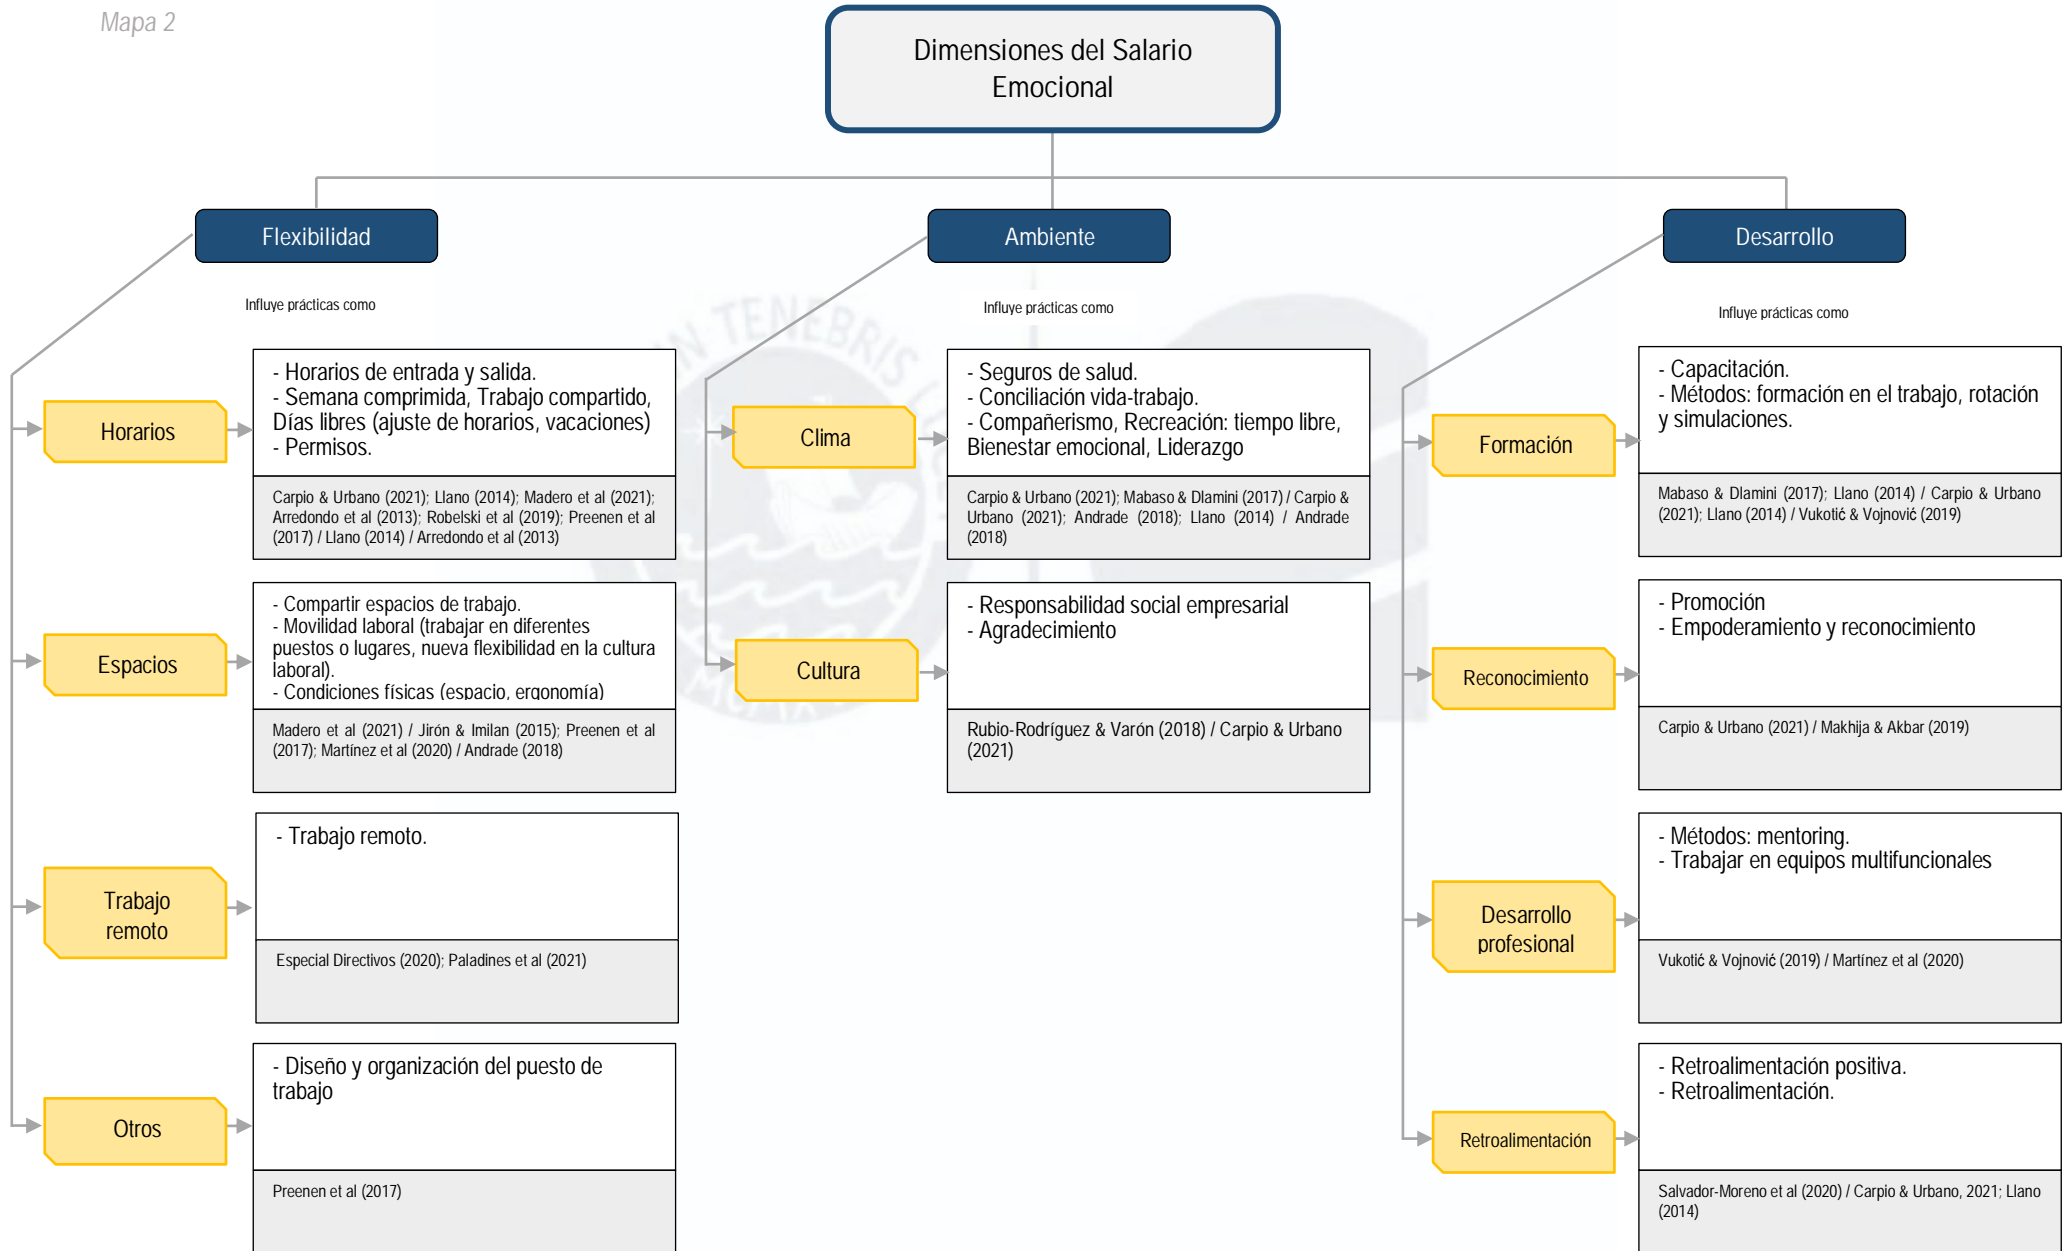 Mapa 2
Dimensiones del Salario
Emocional
Flexibilidad
Influye prácticas como
Horarios
- Horarios de entrada y salida.
- Semana comprimida, Trabajo compartido,
Días libres (ajuste de horarios, vacaciones)
- Permisos.
Carpio & Urbano (2021); Llano (2014); Madero et al (2021);
Arredondo et al (2013); Robelski et al (2019); Preenen et al
(2017) / Llano (2014) / Arredondo et al (2013)
Espacios
- Compartir espacios de trabajo.
- Movilidad laboral (trabajar en diferentes
puestos o lugares, nueva flexibilidad en la cultura
laboral).
- Condiciones físicas (espacio, ergonomía)
Madero et al (2021) / Jirón & Imilan (2015); Preenen et al
(2017); Martínez et al (2020) / Andrade (2018)
Trabajo
remoto
- Trabajo remoto.
Especial Directivos (2020); Paladines et al (2021)
Otros
- Diseño y organización del puesto de
trabajo
Preenen et al (2017)
Ambiente
Influye prácticas como
Clima
- Seguros de salud.
- Conciliación vida-trabajo.
- Compañerismo, Recreación: tiempo libre,
Bienestar emocional, Liderazgo
Carpio & Urbano (2021); Mabaso & Dlamini (2017) / Carpio &
Urbano (2021); Andrade (2018); Llano (2014) / Andrade
(2018)
Cultura
- Responsabilidad social empresarial
- Agradecimiento
Rubio-Rodríguez & Varón (2018) / Carpio & Urbano
(2021)
Desarrollo
Influye prácticas como
Formación
- Capacitación.
- Métodos: formación en el trabajo, rotación
y simulaciones.
Mabaso & Dlamini (2017); Llano (2014) / Carpio & Urbano
(2021); Llano (2014) / Vukotić & Vojnović (2019)
Reconocimiento
- Promoción
- Empoderamiento y reconocimiento
Carpio & Urbano (2021) / Makhija & Akbar (2019)
Desarrollo
profesional
- Métodos: mentoring.
- Trabajar en equipos multifuncionales
Vukotić & Vojnović (2019) / Martínez et al (2020)
Retroalimentación
- Retroalimentación positiva.
- Retroalimentación.
Salvador-Moreno et al (2020) / Carpio & Urbano, 2021; Llano
(2014)
IN TENEBRIS